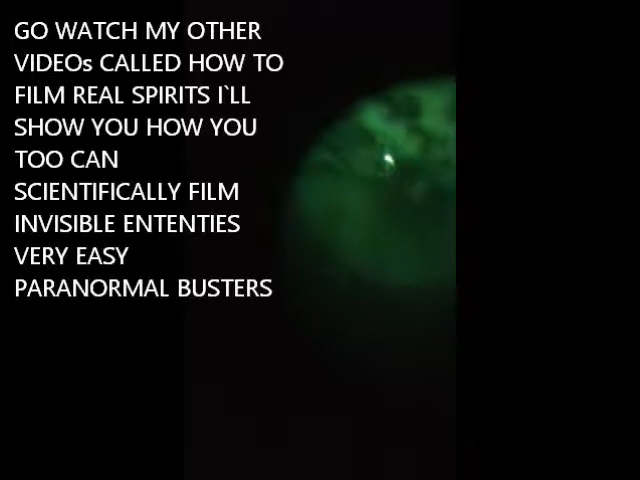 GO WATCH MY OTHER
VIDEOs CALLED HOW TO
FILM REAL SPIRITS I`LL
SHOW YOU HOW YOU
TOO CAN
SCIENTIFICALLY FILM
INVISIBLE ENTENTIES
VERY EASY
PARANORMAL BUSTERS